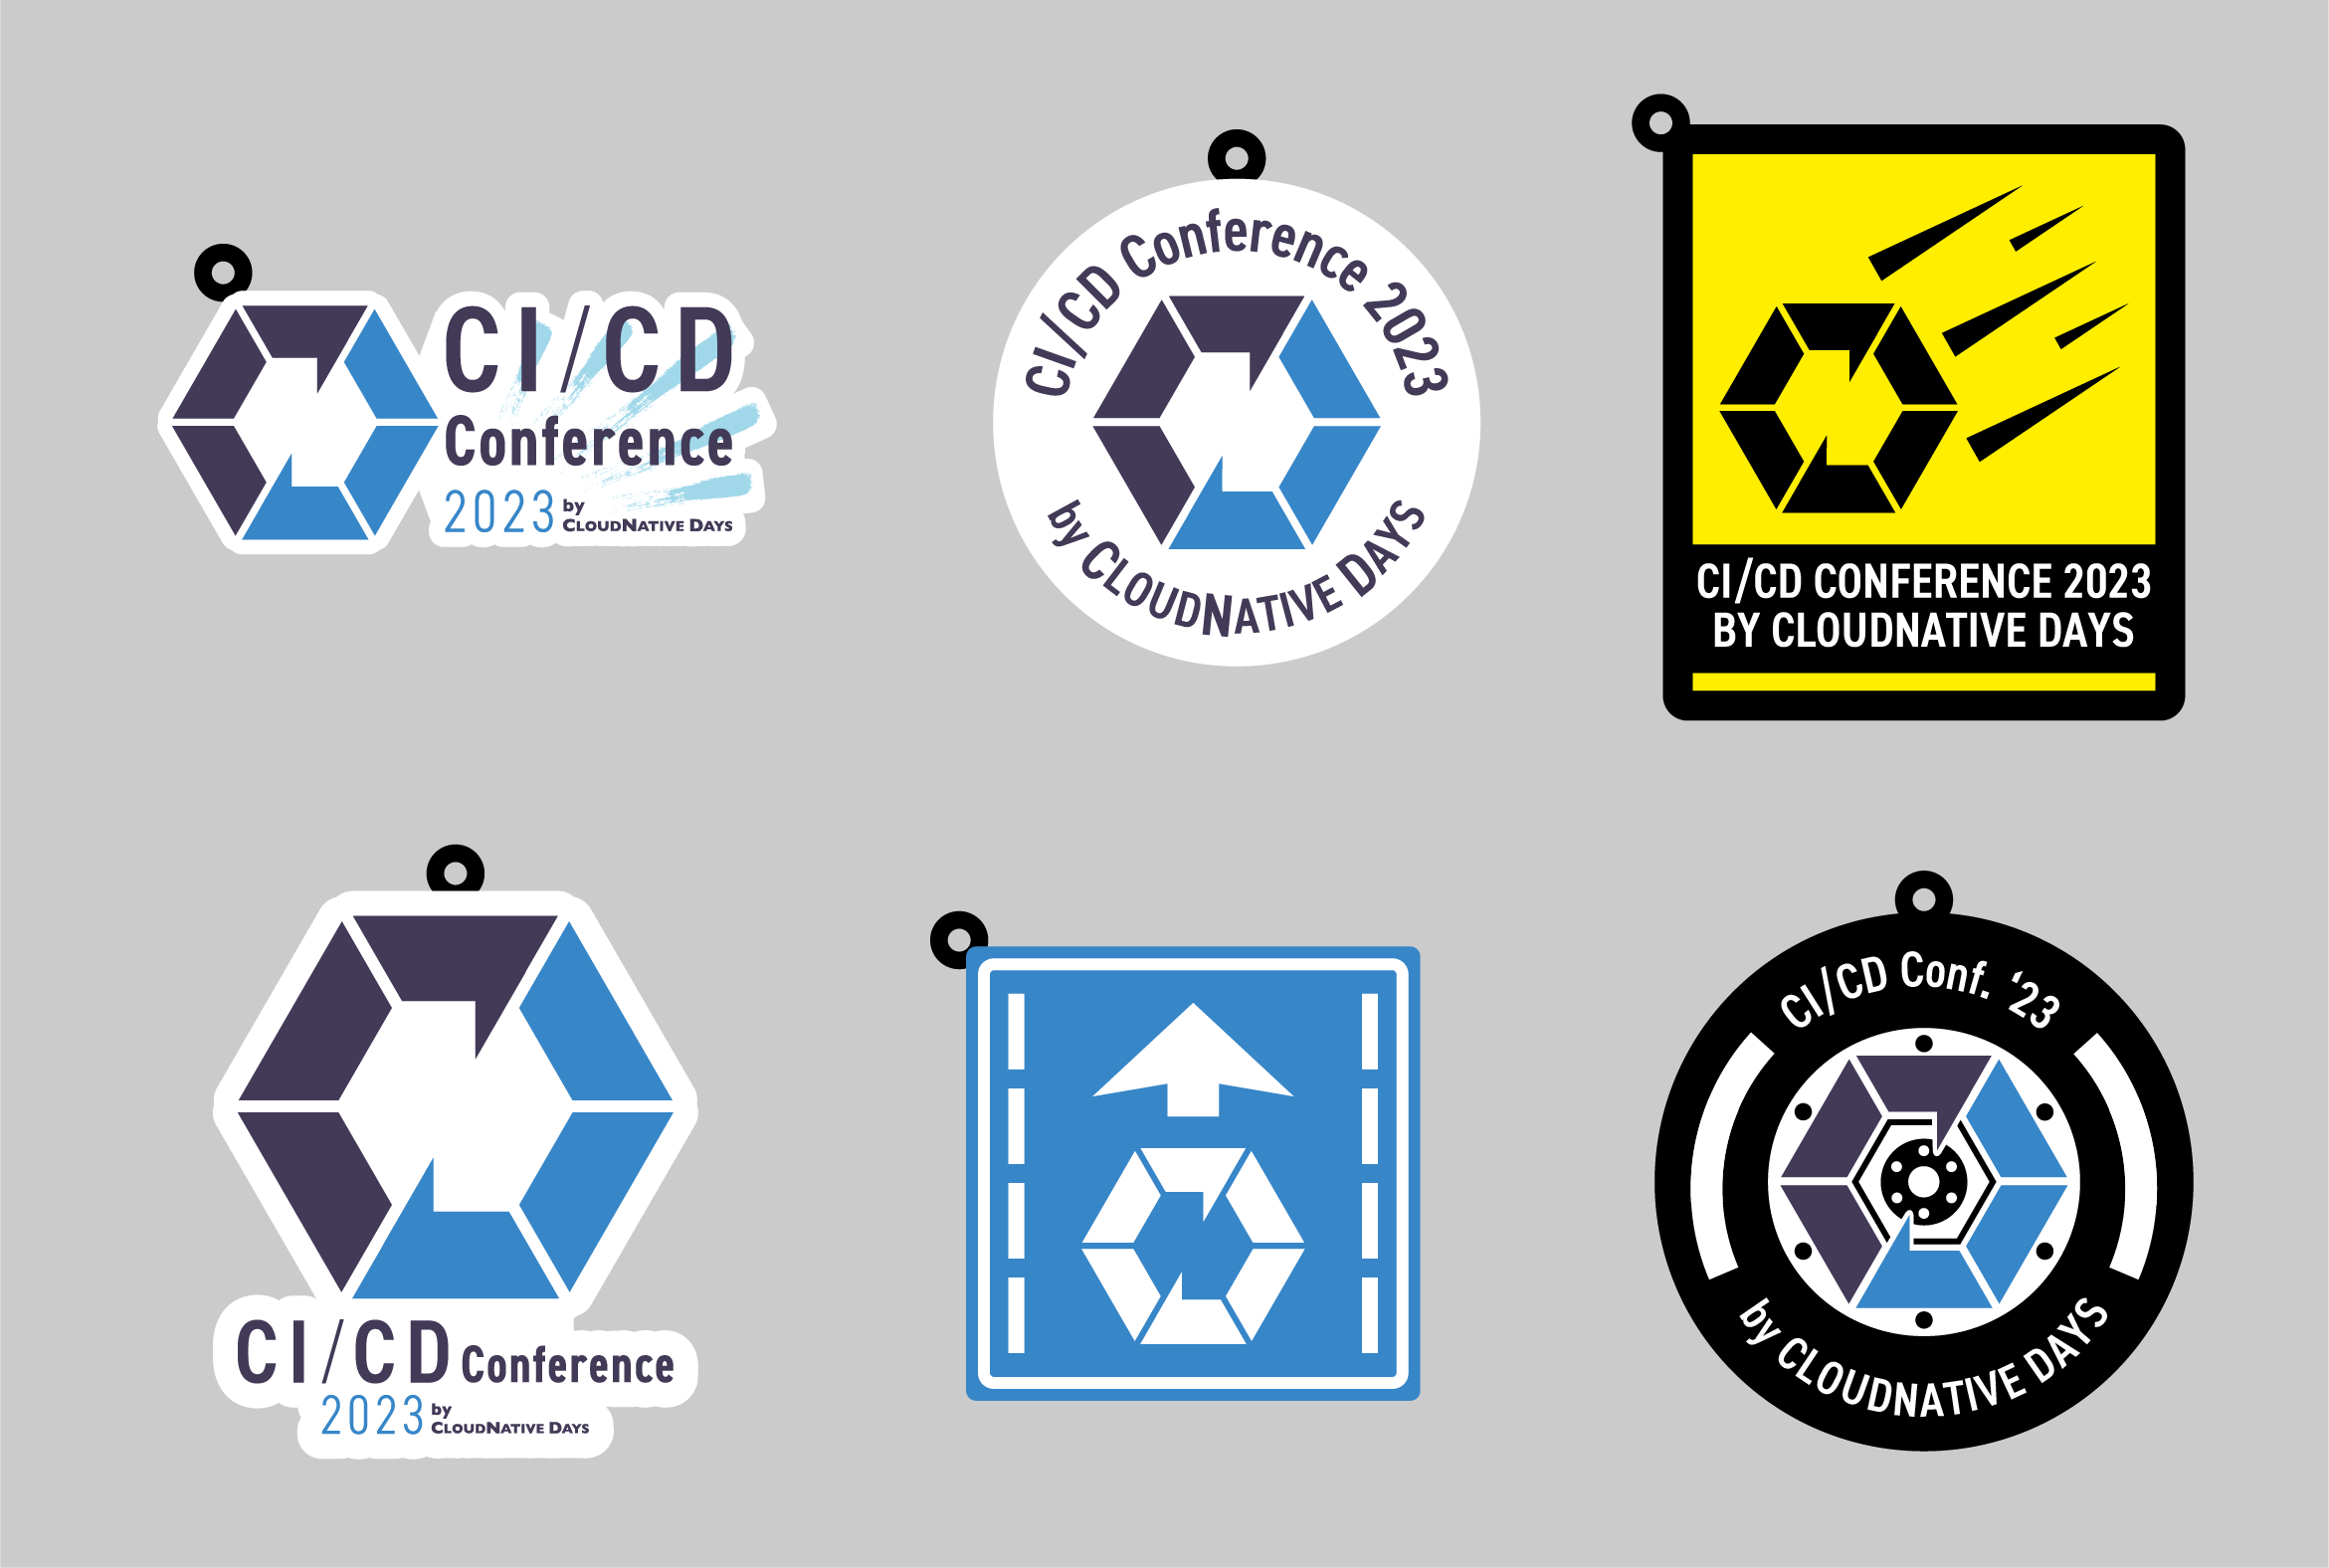 CI/CD
Conference
2023 by
CLOUDNATIVE DAYS
CI/CD Conference 2023
by CLOUDNATIVE DAYS
CI/CD CONFERENCE 2023
BY CLOUDNATIVE DAYS
CI/CD Conference
2023 by
CLOUDNATIVE DAYS
CI/CD Conf. '23
by CLOUDNATIVE DAYS